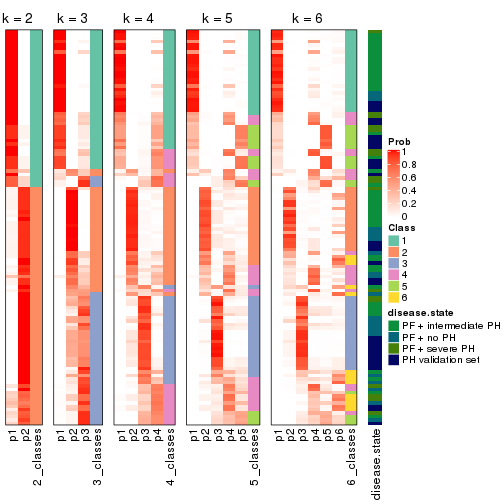 k = 2 k = 3 k = 4 k = 5 k = 6
Prob
1
0.8
0.6
0.4
0.2
0
Class
1
2
3
4
5
6
disease.state
PF + intermediate PH
PF + no PH
PF + severe PH
PH validation set
p1 p2 2_classes p1 p2 p3 3_classes p1 p2 p3 p4 4_classes p1 p2 p3 p4 p5 5_classes p1 p2 p3 p4 p5 p6 6_classes disease.state